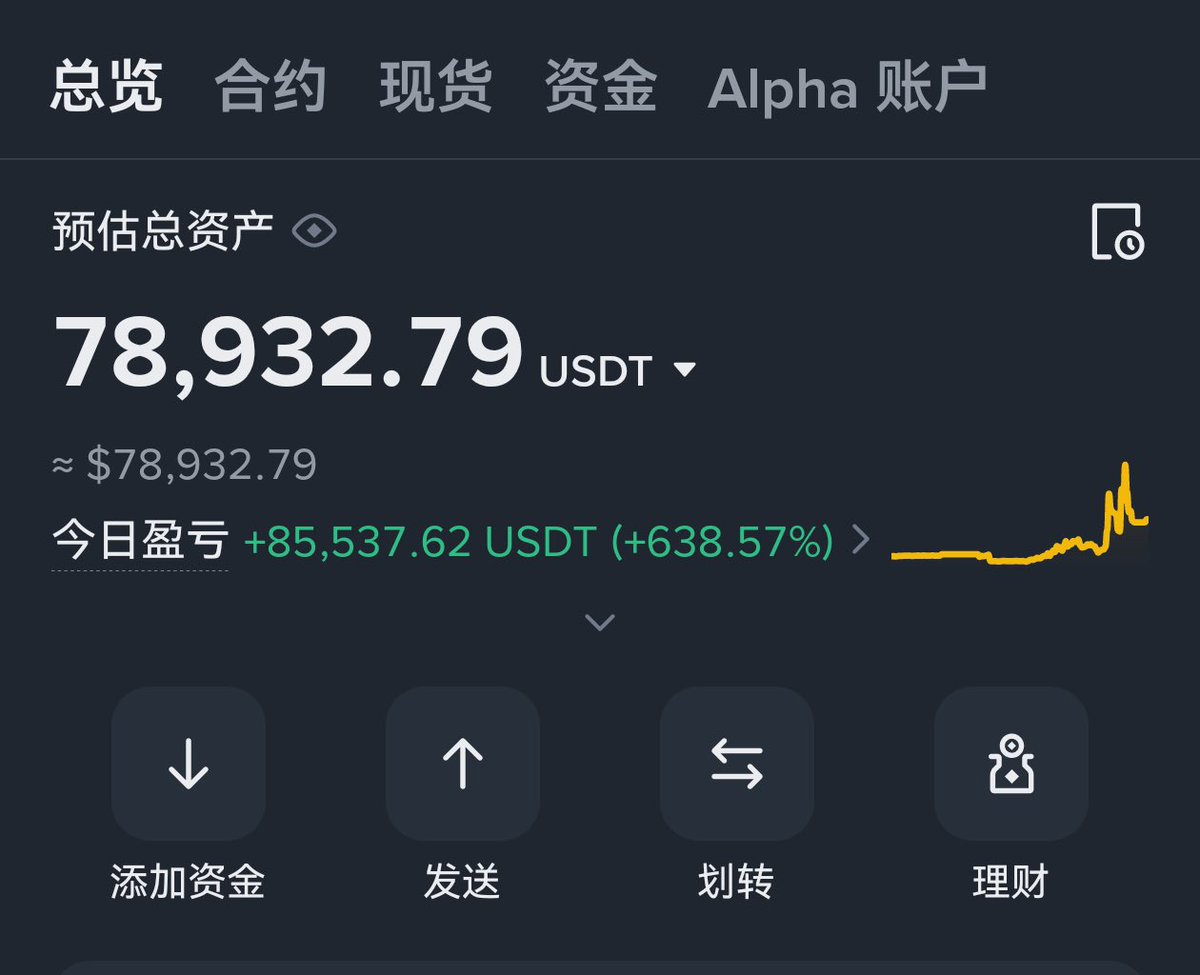 总览 合约 现货 资金 Alpha 账户
预估总资产
78,932.79 USDT
≈ $78,932.79
今日盈亏 +85,537.62 USDT (+638.57%)
添加资金 发送 划转 理财